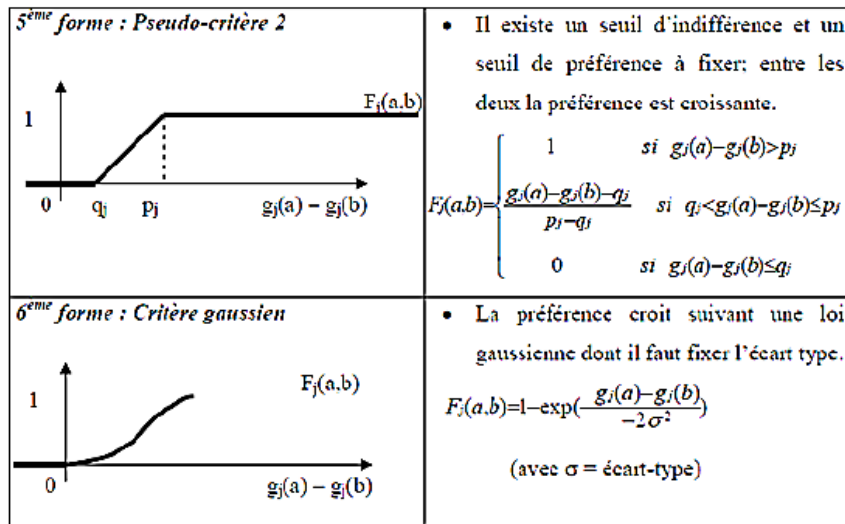 5ème forme : Pseudo-critère 2
1
Fj(a,b)
0 qj pj gj(a) – gj(b)
• Il existe un seuil d'indifférence et un
seuil de préférence à fixer; entre les
deux la préférence est croissante.
1 si gj(a)–gj(b)>pj
Fj(a,b)= gj(a)–gj(b)–qj / pj–qj si qj<gj(a)–gj(b)≤pj
0 si gj(a)–gj(b)≤qj
6ème forme : Critère gaussien
Fj(a,b)
1
0
gj(a) – gj(b)
• La préférence croit suivant une loi
gaussienne dont il faut fixer l'écart type.
Fj(a,b)=1–exp(gj(a)–gj(b) / –2σ²)
(avec σ = écart-type)